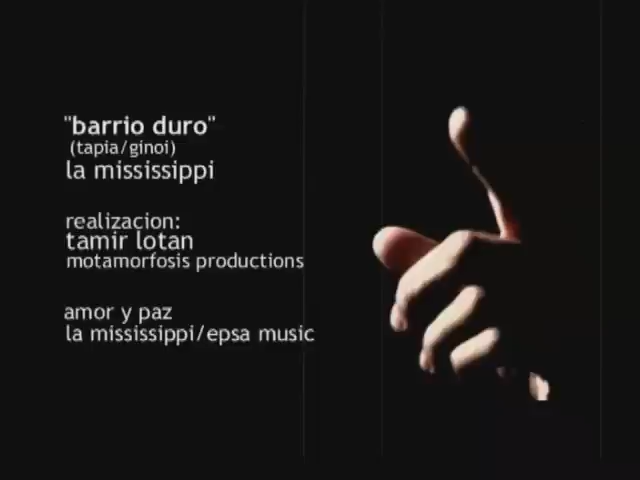 "barrio duro"
(tapia/ginoi)
la mississippi
realizacion:
tamir lotan
motamorfosis productions
amor y paz
la mississippi/epsa music